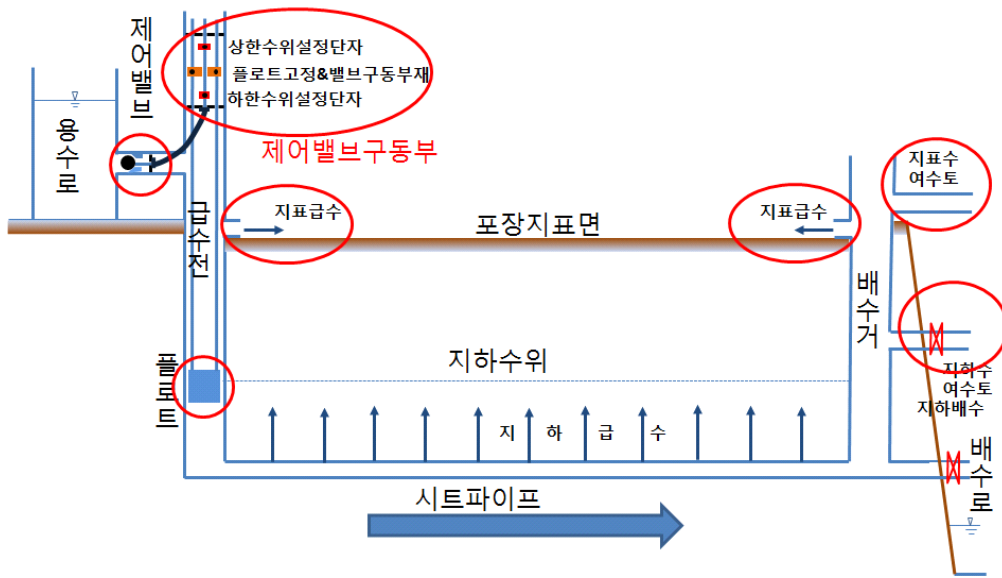 제어밸브
상한수위설정단자
플로트고정&밸브구동부재
하한수위설정단자
제어밸브구동부
용수로
급수전
지표급수
포장지표면
지표급수
지표수
여수토
배수거
플로트
지하수위
지하수
여수토
지하배수
지하급수
배수로
시트파이프